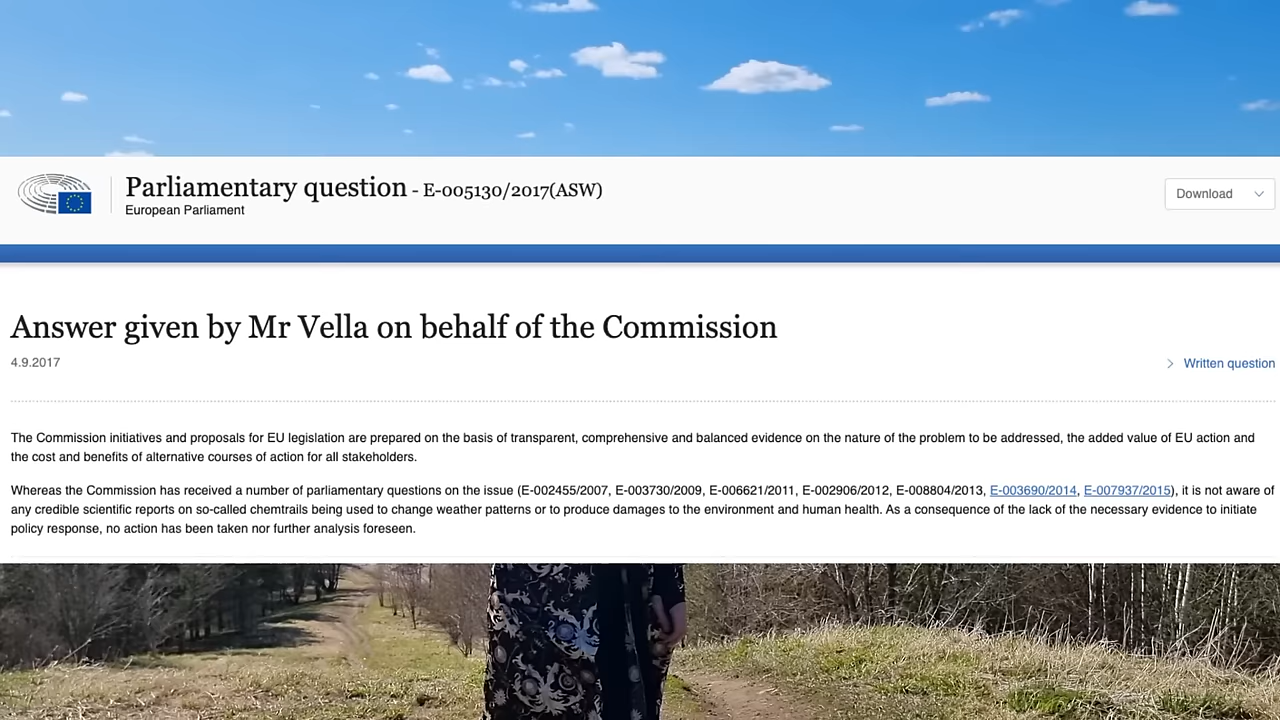 Parliamentary question - E-005130/2017(ASW)
European Parliament
Download
Answer given by Mr Vella on behalf of the Commission
4.9.2017
Written question
The Commission initiatives and proposals for EU legislation are prepared on the basis of transparent, comprehensive and balanced evidence on the nature of the problem to be addressed, the added value of EU action and
the cost and benefits of alternative courses of action for all stakeholders.
Whereas the Commission has received a number of parliamentary questions on the issue (E-002455/2007, E-003730/2009, E-006621/2011, E-002906/2012, E-008804/2013, E-003690/2014, E-007937/2015), it is not aware of
any credible scientific reports on so-called chemtrails being used to change weather patterns or to produce damages to the environment and human health. As a consequence of the lack of the necessary evidence to initiate
policy response, no action has been taken nor further analysis foreseen.